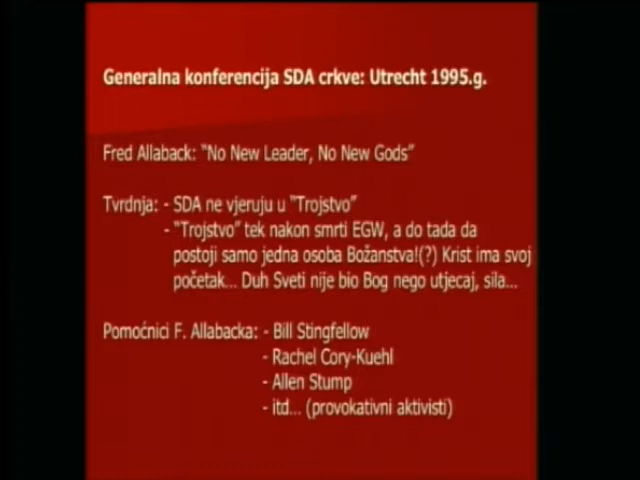 Generalna konferencija SDA crkve: Utrecht 1995.g.
Fred Allaback: "No New Leader, No New Gods"
Tvrdnja: - SDA ne vjeruju u "Trojstvo"
- "Trojstvo" tek nakon smrti EGW, a do tada da
postoji samo jedna osoba Božanstva!(?) Krist ima svoj
početak... Duh Sveti nije bio Bog nego utjecaj, sila...
Pomoćnici F. Allabacka: - Bill Stingfellow
- Rachel Cory-Kuehl
- Allen Stump
- itd... (provokativni aktivisti)